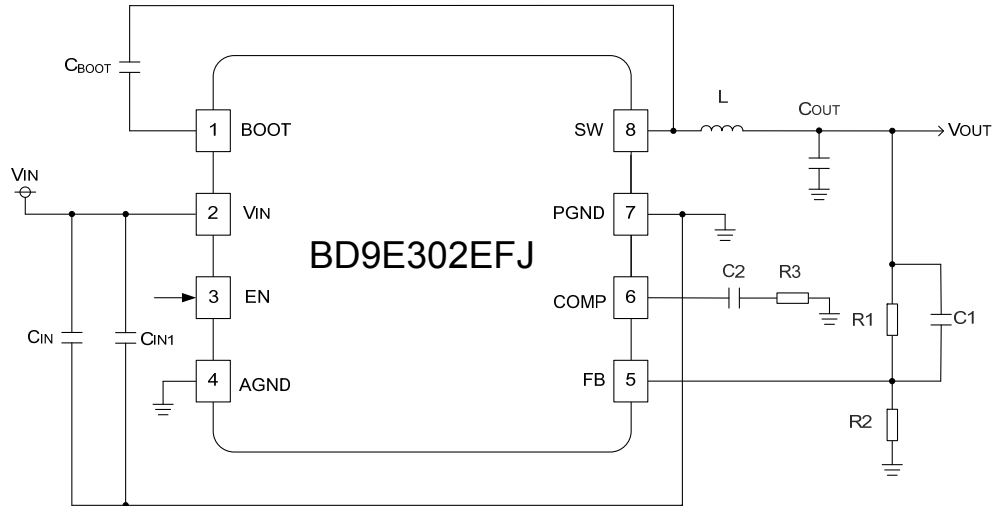 CBOOT
1 BOOT
SW 8
L
COUT
VOUT
VIN
2 VIN
PGND 7
BD9E302EFJ
3 EN
COMP 6
C2
R3
CIN
CIN1
R1
C1
4 AGND
FB 5
R2